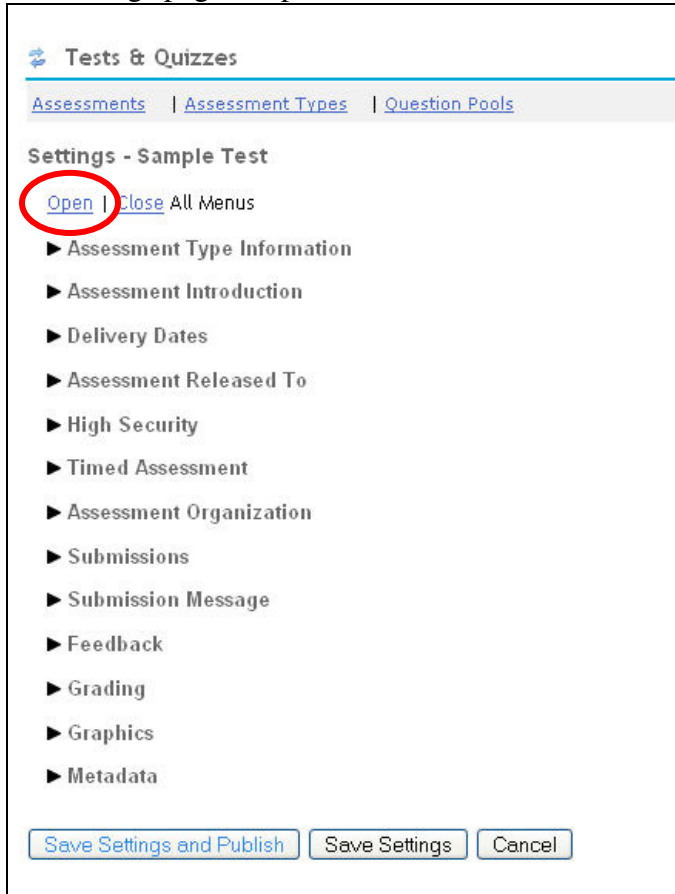 Tests & Quizzes
Assessments | Assessment Types | Question Pools
Settings - Sample Test
Open | Close All Menus
▶ Assessment Type Information
▶ Assessment Introduction
▶ Delivery Dates
▶ Assessment Released To
▶ High Security
▶ Timed Assessment
▶ Assessment Organization
▶ Submissions
▶ Submission Message
▶ Feedback
▶ Grading
▶ Graphics
▶ Metadata
Save Settings and Publish Save Settings Cancel